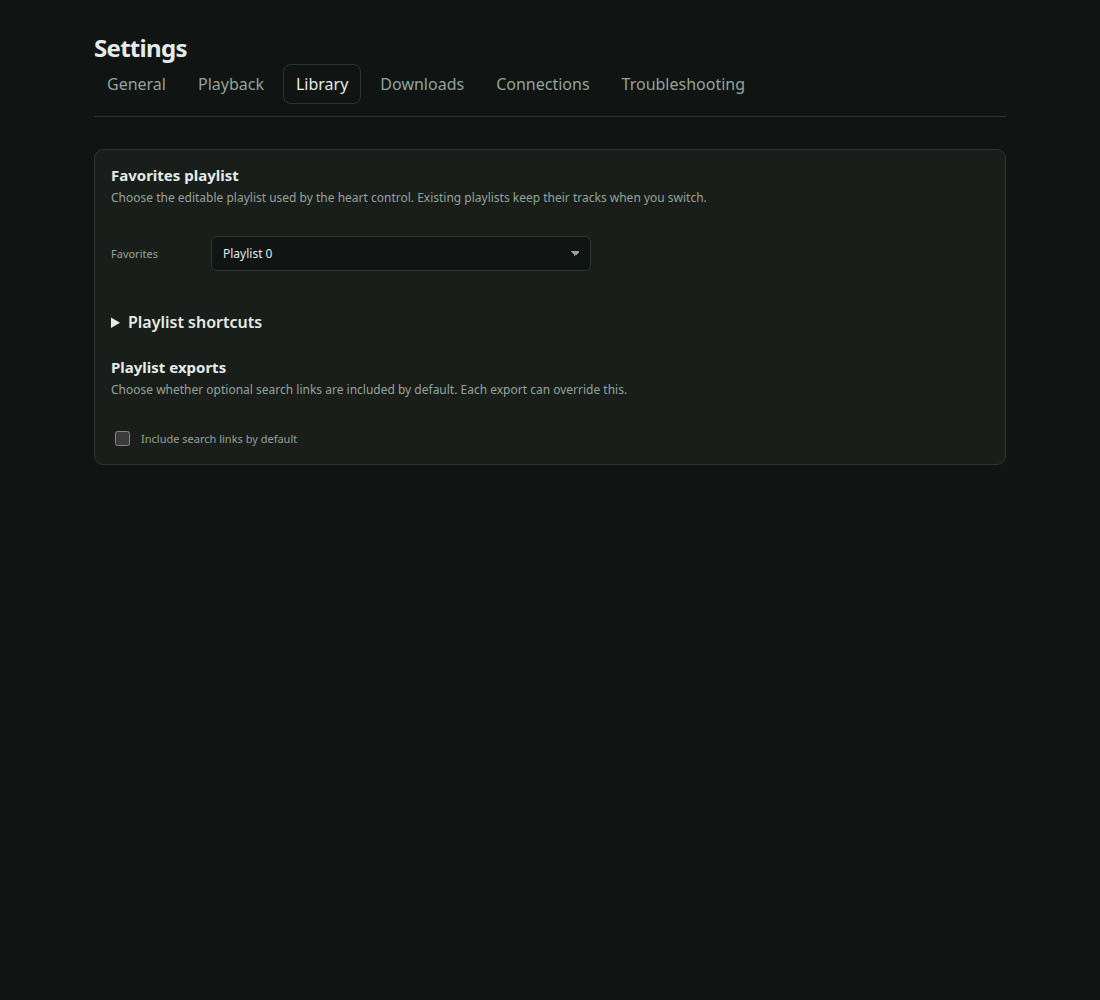 Settings
General Playback Library Downloads Connections Troubleshooting
Favorites playlist
Choose the editable playlist used by the heart control. Existing playlists keep their tracks when you switch.
Favorites Playlist 0
Playlist shortcuts
Playlist exports
Choose whether optional search links are included by default. Each export can override this.
Include search links by default